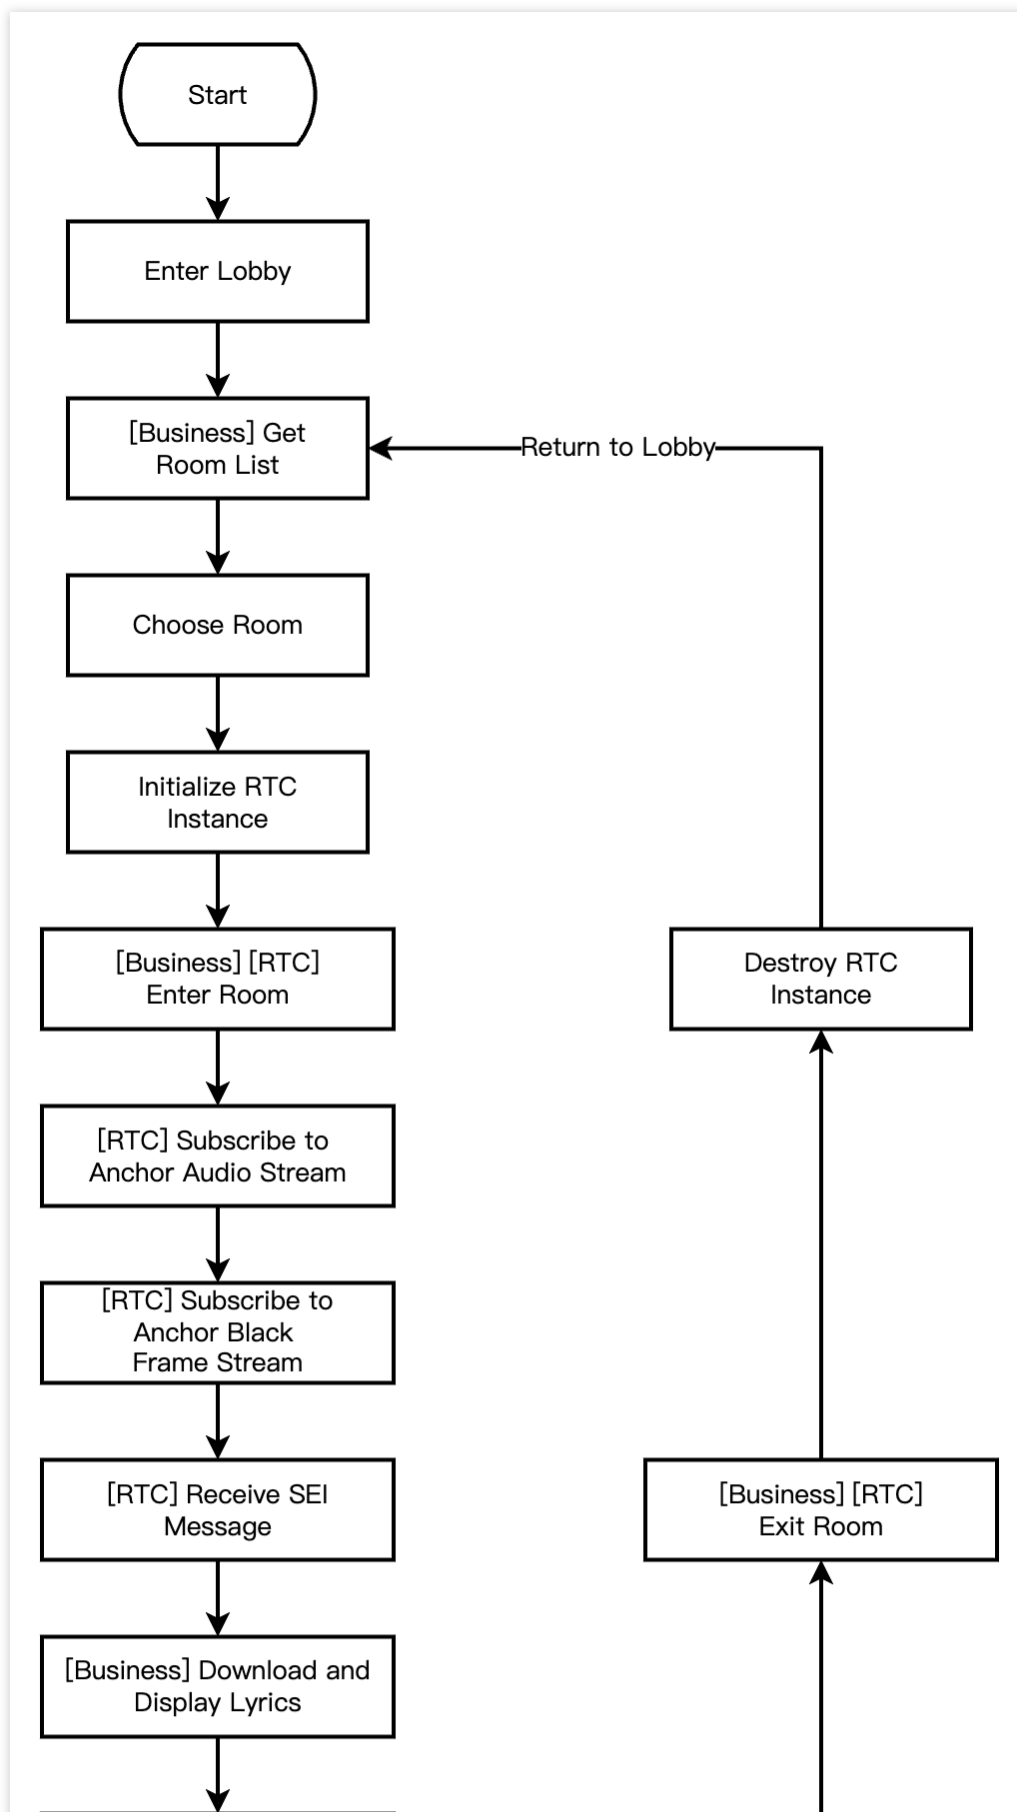 Start
Enter Lobby
[Business] Get
Room List
Return to Lobby
Choose Room
Initialize RTC
Instance
[Business] [RTC]
Enter Room
Destroy RTC
Instance
[RTC] Subscribe to
Anchor Audio Stream
[RTC] Subscribe to
Anchor Black
Frame Stream
[RTC] Receive SEI
Message
[Business] [RTC]
Exit Room
[Business] Download and
Display Lyrics